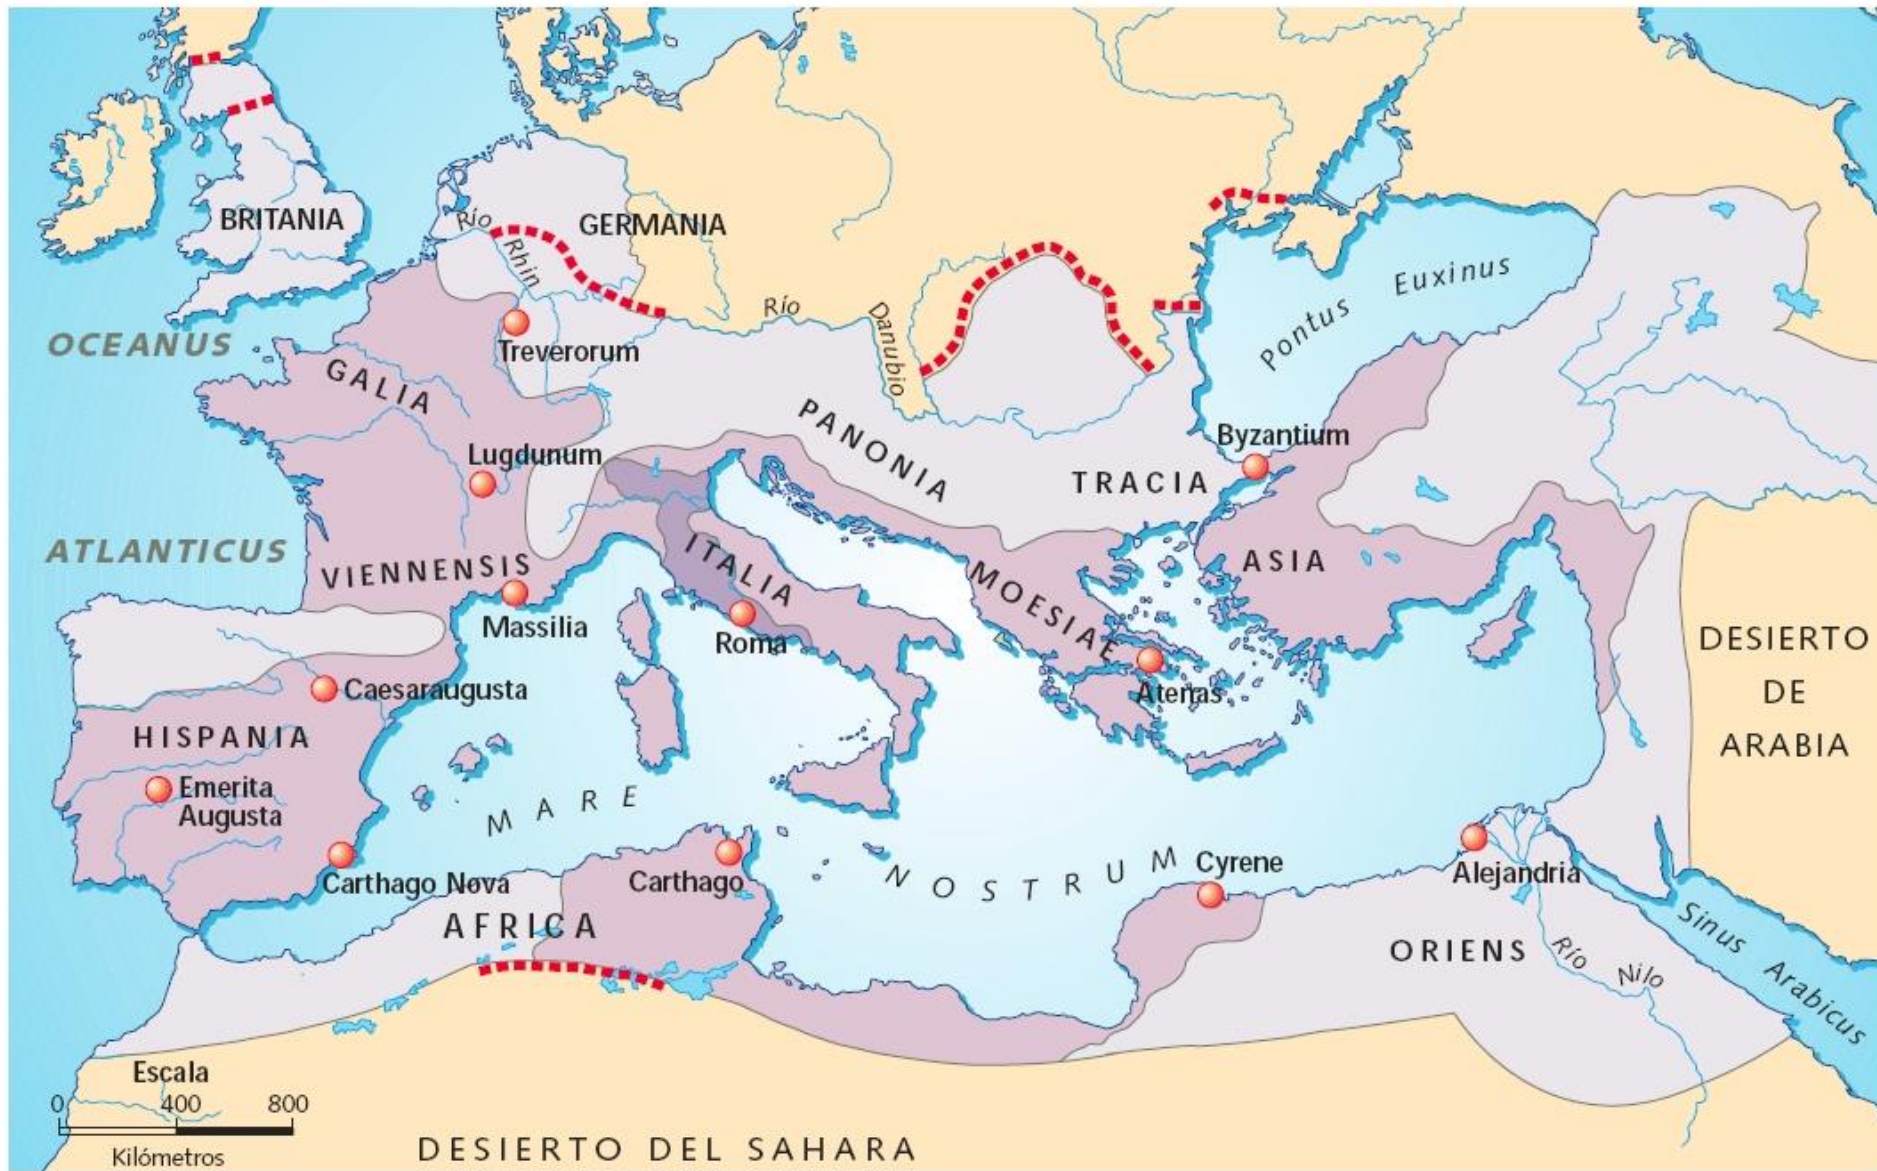 BRITANIA
Río
Rhin
GERMANIA
Pontus Euxinus
OCEANUS
Treverorum
Río
Danubio
GALIA
PANONIA
Byzantium
Lugdunum
TRACIA
ATLANTICUS
VIENNENSIS
ITALIA
MOESIAE
ASIA
Massilia
Roma
DESIERTO
DE
ARABIA
Caesaraugusta
Atenas
HISPANIA
Emerita
Augusta
MARE
NOSTRUM
Carthago Nova
Carthago
Cyrene
Alejandria
AFRICA
ORIENS
Río Nilo
Sinus Arabicus
Escala
0 400 800
Kilómetros
DESIERTO DEL SAHARA